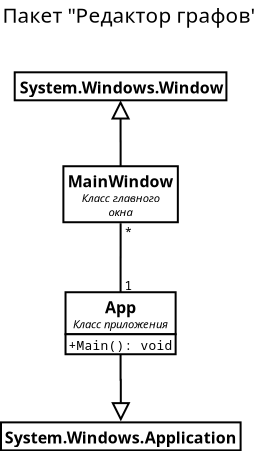 Пакет "Редактор графов"
System.Windows.Window
MainWindow
Класс главного
окна
*
1
App
Класс приложения
+Main(): void
System.Windows.Application